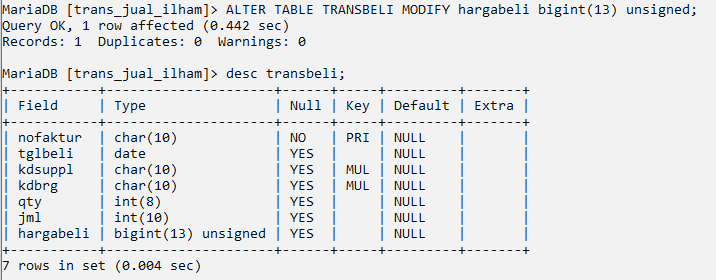 MariaDB [trans_jual_ilham]> ALTER TABLE TRANSBELI MODIFY hargabeli bigint(13) unsigned;
Query OK, 1 row affected (0.442 sec)
Records: 1  Duplicates: 0  Warnings: 0

MariaDB [trans_jual_ilham]> desc transbeli;
+-----------+---------------------+------+-----+---------+-------+
| Field     | Type                | Null | Key | Default | Extra |
+-----------+---------------------+------+-----+---------+-------+
| nofaktur  | char(10)            | NO   | PRI | NULL    |       |
| tglbeli   | date                | YES  |     | NULL    |       |
| kdsuppl   | char(10)            | YES  | MUL | NULL    |       |
| kdbrg     | char(10)            | YES  | MUL | NULL    |       |
| qty       | int(8)              | YES  |     | NULL    |       |
| jml       | int(10)             | YES  |     | NULL    |       |
| hargabeli | bigint(13) unsigned | YES  |     | NULL    |       |
+-----------+---------------------+------+-----+---------+-------+
7 rows in set (0.004 sec)